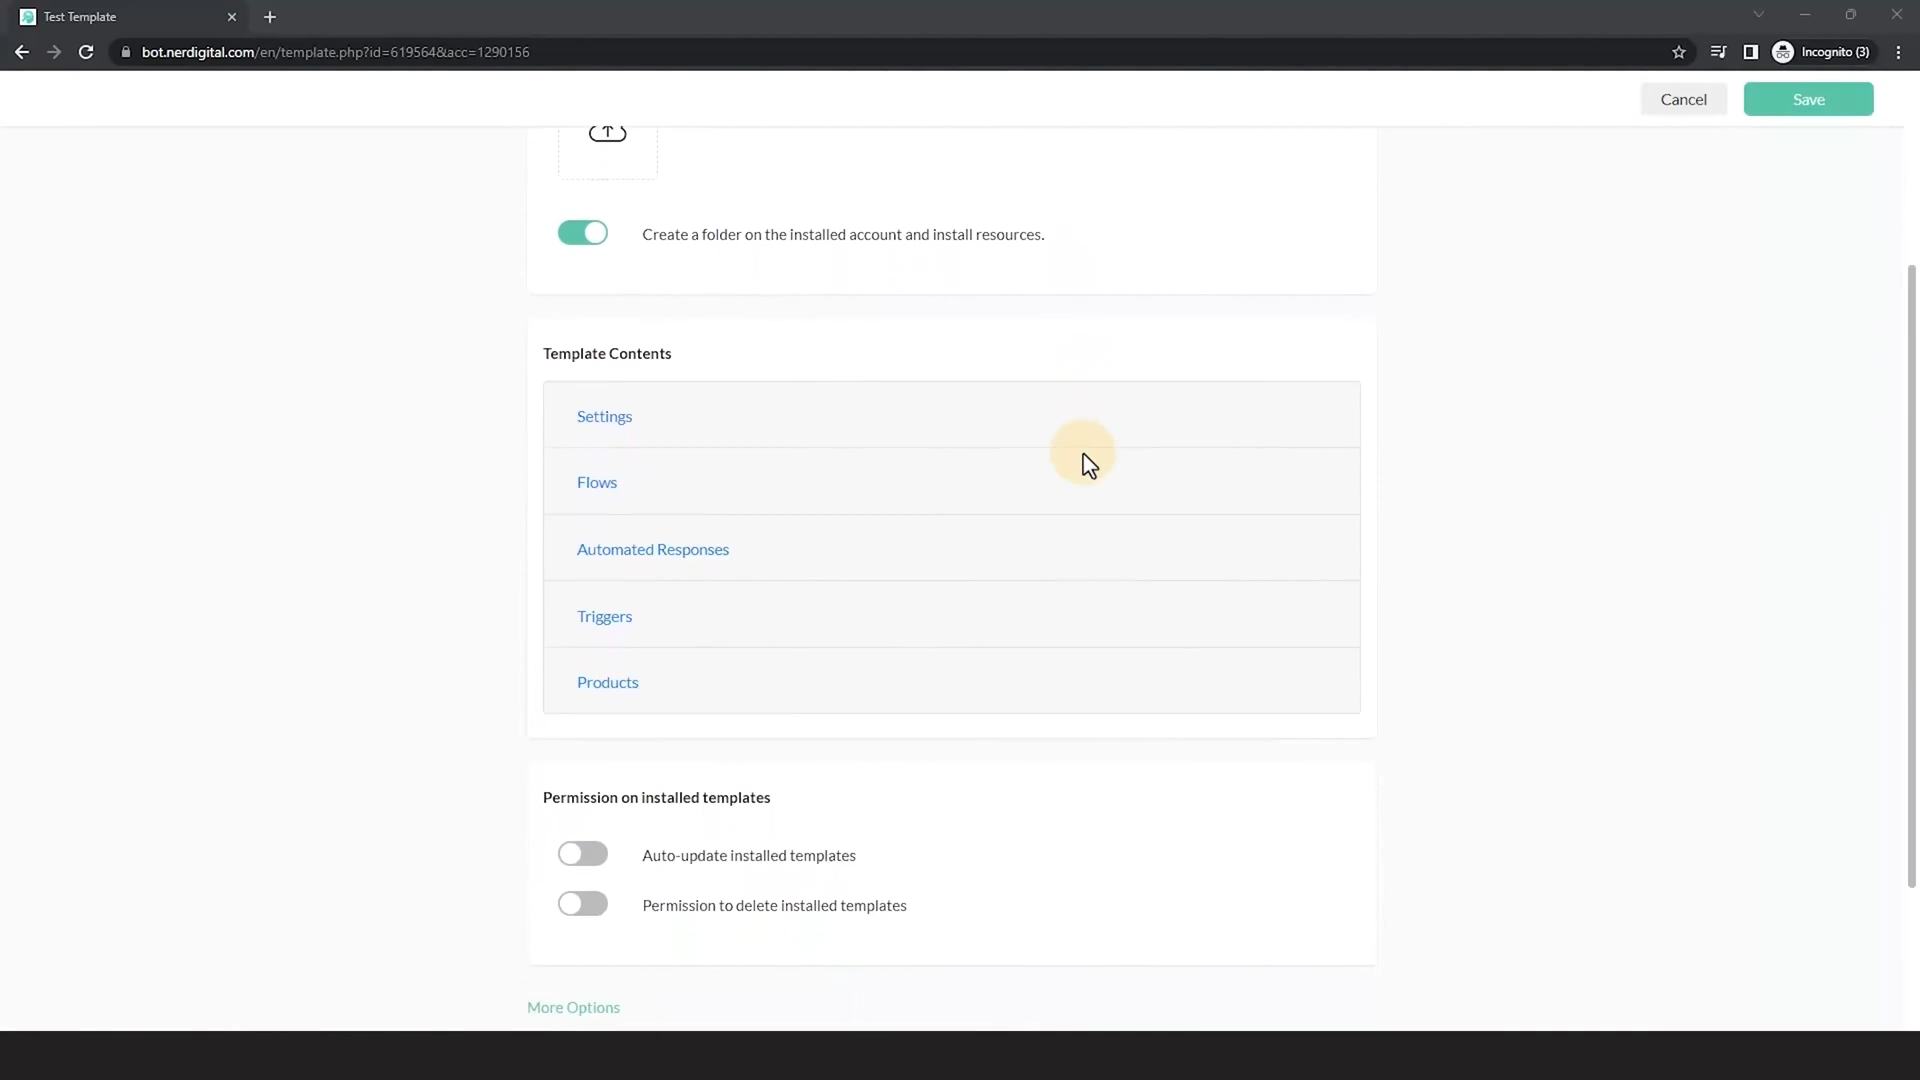 Test Template
bot.nerdigital.com/en/template.php?id=619564&acc=1290156
Incognito (3)
Cancel
Save
Create a folder on the installed account and install resources.
Template Contents
Settings
Flows
Automated Responses
Triggers
Products
Permission on installed templates
Auto-update installed templates
Permission to delete installed templates
More Options